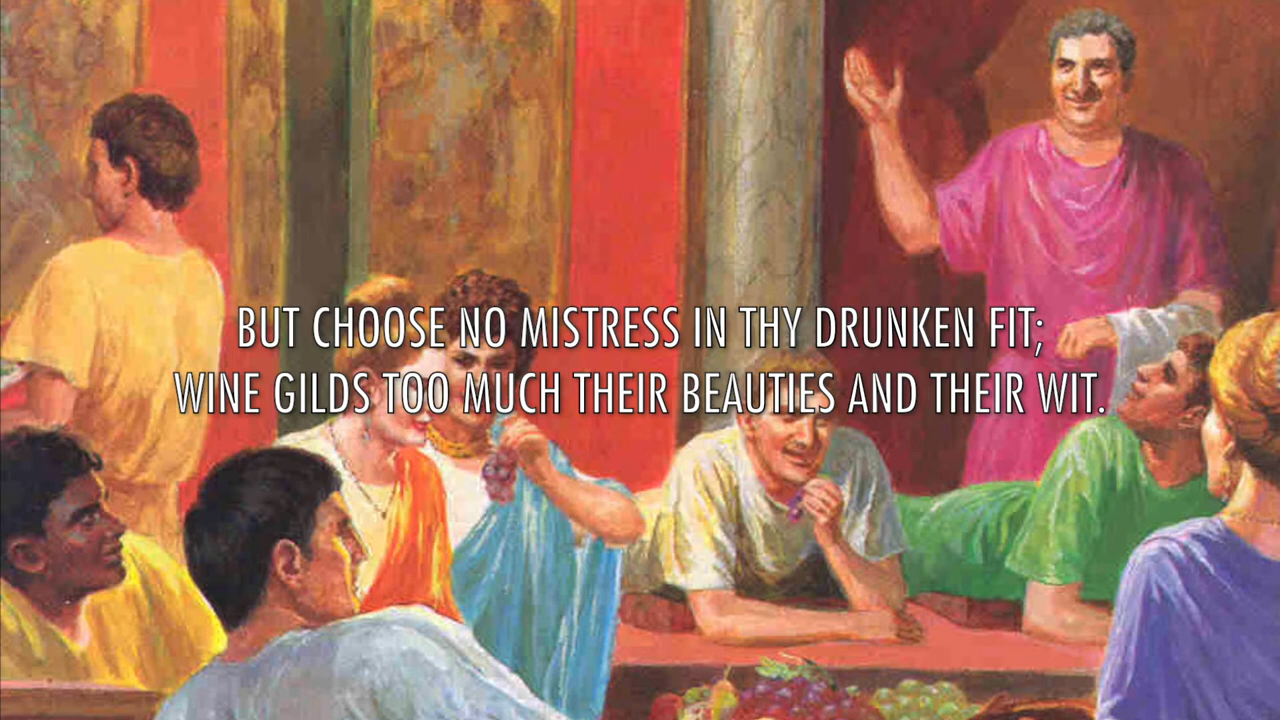 BUT CHOOSE NO MISTRESS IN THY DRUNKEN FIT;
WINE GILDS TOO MUCH THEIR BEAUTIES AND THEIR WIT.